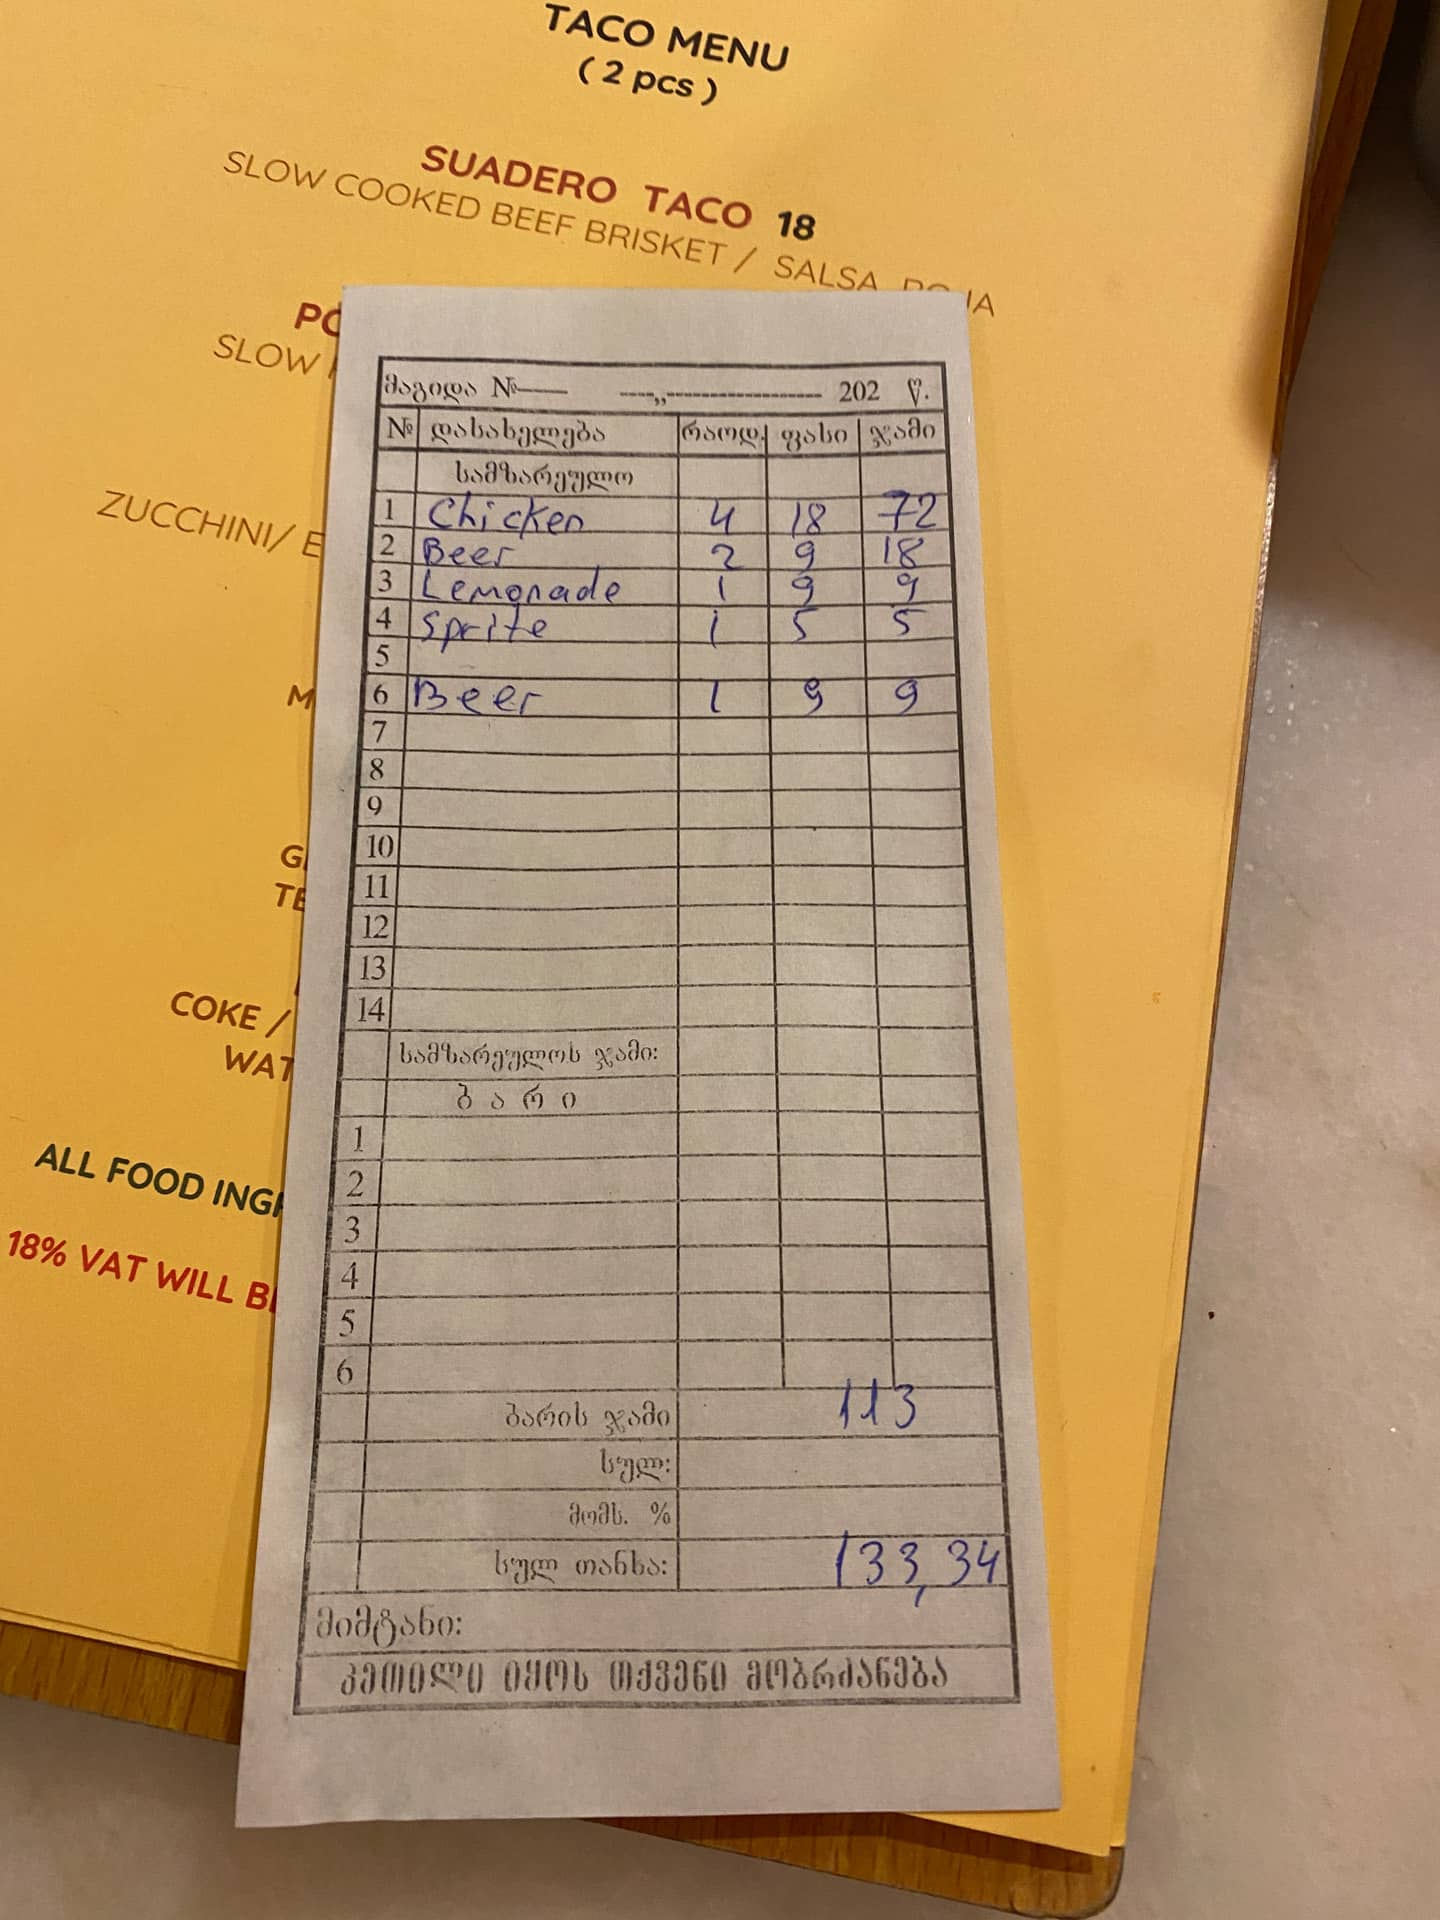 TACO MENU
( 2 pcs )
SUADERO TACO 18
SLOW COOKED BEEF BRISKET / SALSA
SLOW
ZUCCHINI/ E
COKE /
WAT
ALL FOOD INGR
18% VAT WILL BE
მაგიდა № 202 წ.
№ დასახელება რაოდ. ფასი ჯამი
სამზარეულო
1 Chicken 4 18 72
2 Beer 2 9 18
3 Lemonade 1 9 9
4 Sprite 1 5 5
5
6 Beer 1 9 9
7
8
9
10
11
12
13
14
სამზარეულოს ჯამი:
ბ ა რ ი
1
2
3
4
5
6
ბარის ჯამი 113
სულ:
მომს. %
სულ თანხა: 133,34
მიმტანი:
კეთილი იყოს თქვენი მობრძანება